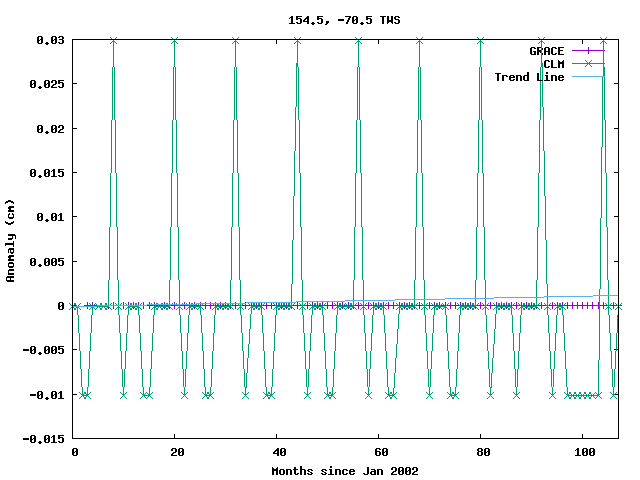 154.5, -70.5 TWS
GRACE
CLM
Trend Line
0.03
0.025
0.02
0.015
0.01
0.005
0
-0.005
-0.01
-0.015
Anomaly (cm)
0 20 40 60 80 100
Months since Jan 2002